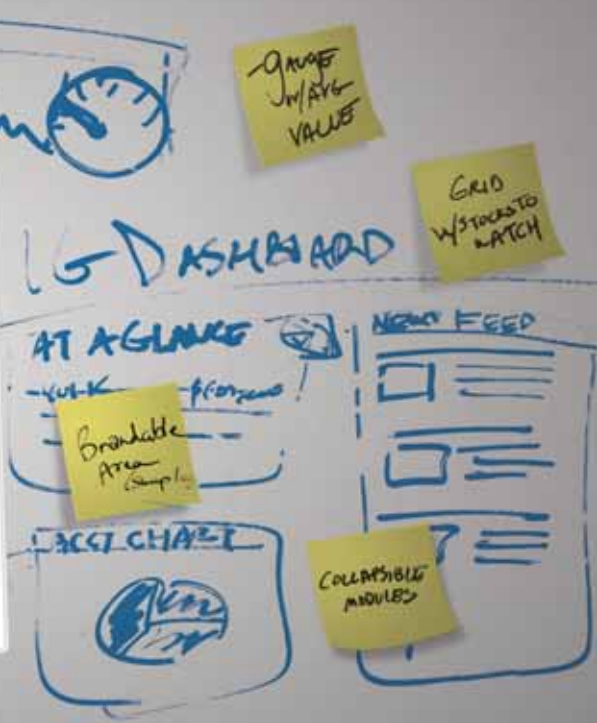 -GAUGE
W/AVG
VALUE
GRID
W/STOCKS TO
WATCH
IG DASHBOARD
AT A GLANCE
NEWS FEED
401-K
Brandable
Area
ACCT CHART
COLLAPSIBLE
MODULES